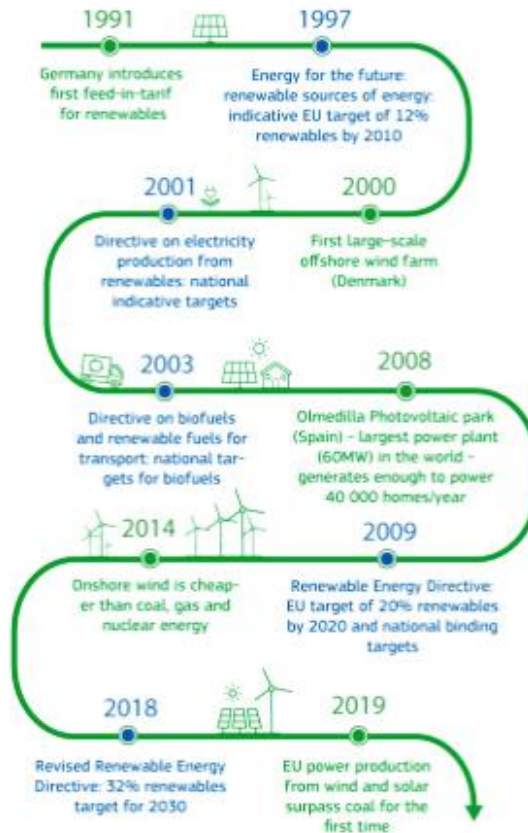 1991
Germany introduces
first feed-in-tarif
for renewables
1997
Energy for the future:
renewable sources of energy:
indicative EU target of 12%
renewables by 2010
2000
First large-scale
offshore wind farm
(Denmark)
2001
Directive on electricity
production from
renewables: national
indicative targets
2003
Directive on biofuels
and renewable fuels for
transport: national tar-
gets for biofuels
2008
Olmedilla Photovoltaic park
(Spain) - largest power plant
(60MW) in the world -
generates enough to power
40 000 homes/year
2009
Renewable Energy Directive:
EU target of 20% renewables
by 2020 and national binding
targets
2014
Onshore wind is cheap-
er than coal, gas and
nuclear energy
2018
Revised Renewable Energy
Directive: 32% renewables
target for 2030
2019
EU power production
from wind and solar
surpass coal for the
first time